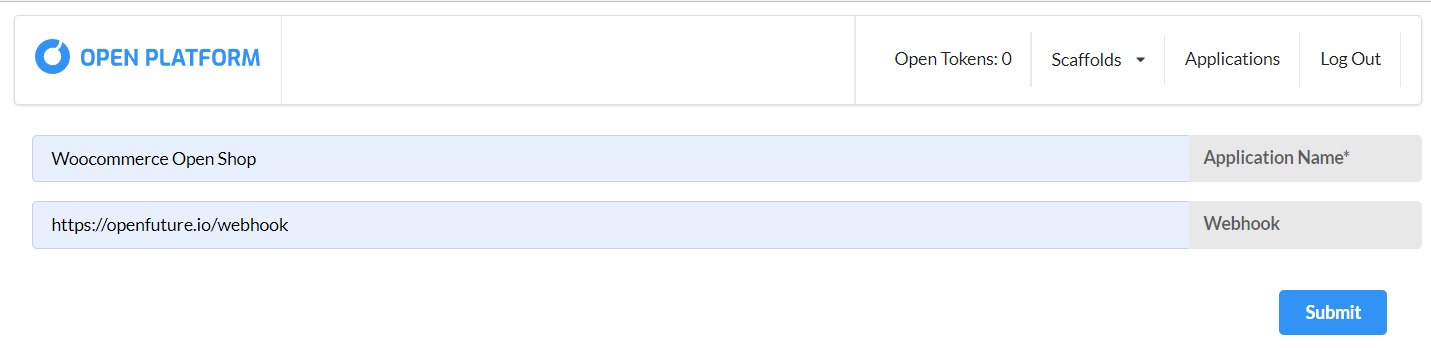 OPEN PLATFORM
Open Tokens: 0 Scaffolds Applications Log Out
Woocommerce Open Shop Application Name*
https://openfuture.io/webhook Webhook
Submit